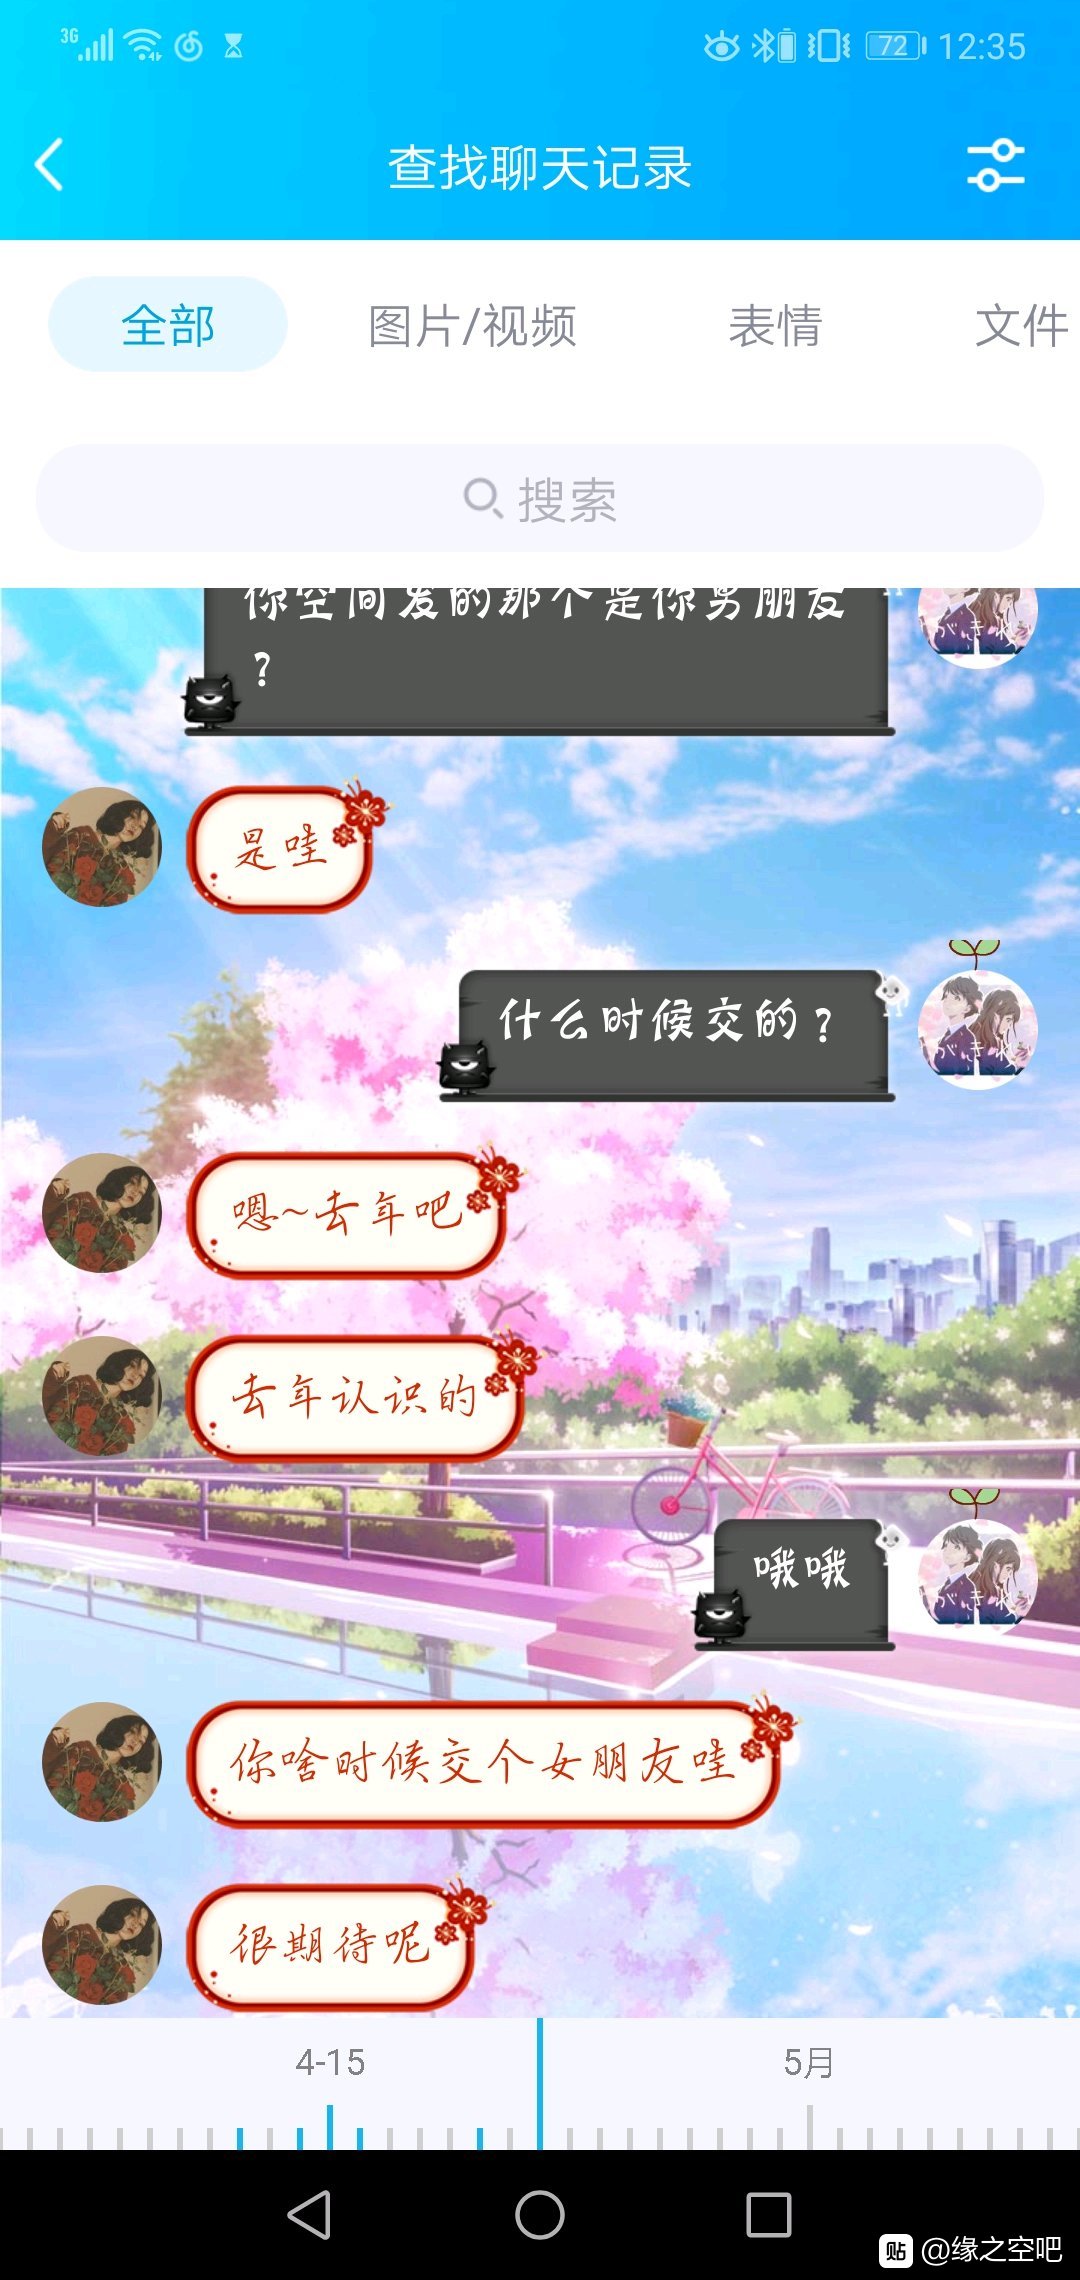 3G 72 12:35
查找聊天记录
全部 图片/视频 表情 文件
搜索
你空间发的那个是你男朋友
?
是哇
什么时候交的?
嗯~去年吧
去年认识的
哦哦
你啥时候交个女朋友哇
很期待呢
4-15 5月
贴 @缘之空吧